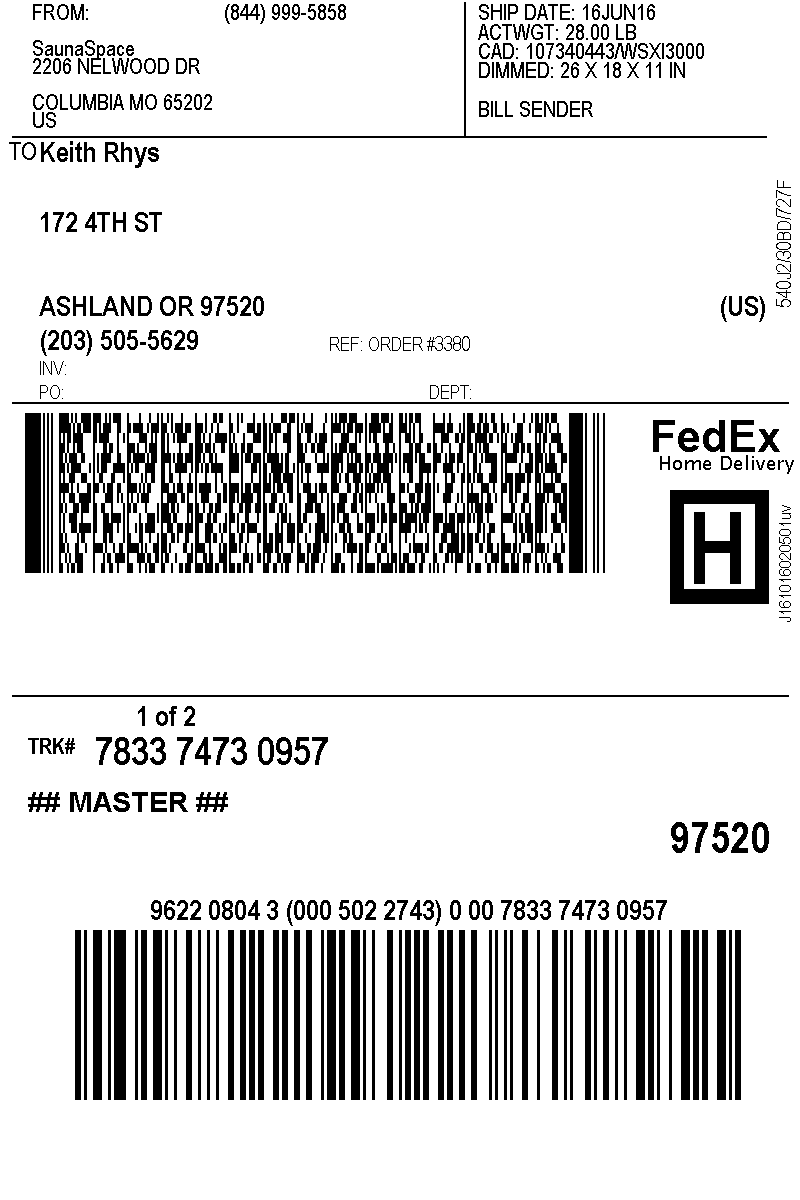 FROM: (844) 999-5858
SaunaSpace
2206 NELWOOD DR
COLUMBIA MO 65202
US
SHIP DATE: 16JUN16
ACTWGT: 28.00 LB
CAD: 107340443/WSXI3000
DIMMED: 26 X 18 X 11 IN
BILL SENDER
TO Keith Rhys
172 4TH ST
ASHLAND OR 97520 (US)
(203) 505-5629 REF: ORDER #3380
INV:
PO: DEPT:
540J2/30BD/727F
FedEx
Home Delivery
H
J161016020501uv
1 of 2
TRK# 7833 7473 0957
## MASTER ##
97520
9622 0804 3 (000 502 2743) 0 00 7833 7473 0957